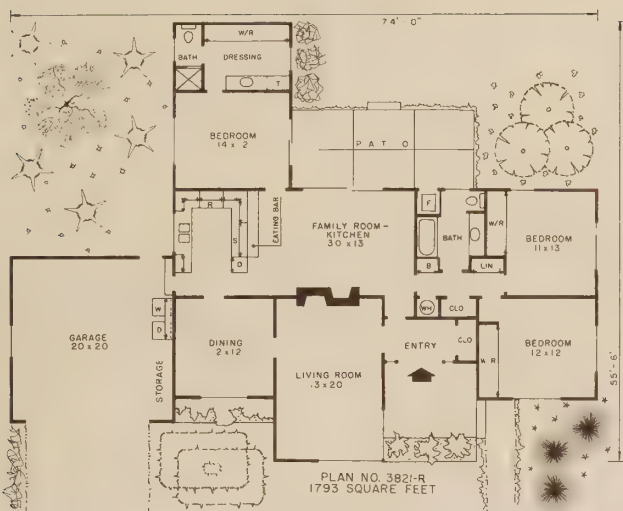 74' 0"
W/R
BATH
DRESSING
T
BEDROOM
14 x 2
PAT O
R
EATING BAR
S
D
FAMILY ROOM -
KITCHEN
30 x 13
F
BATH
W/R
B
LIN
BEDROOM
11 x 13
GARAGE
20 x 20
W
D
STORAGE
DINING
2 x 12
LIVING ROOM
.3 x 20
WH
CLO
CLO
ENTRY
W R
BEDROOM
12 x 12
55'-6"
PLAN NO. 3821-R
1793 SQUARE FEET